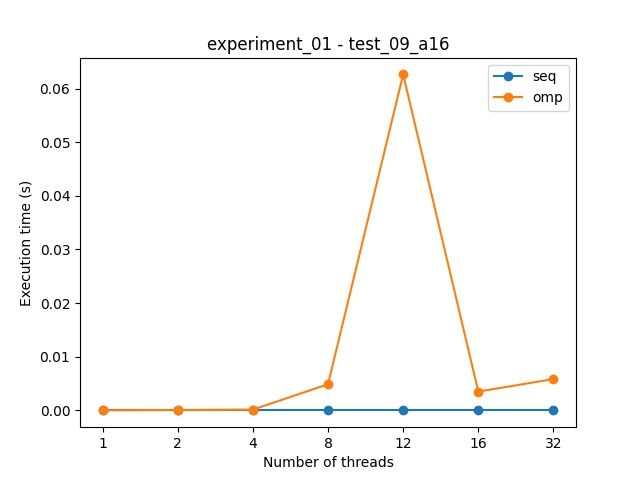 experiment_01 - test_09_a16
seq
omp
Execution time (s)
0.06
0.05
0.04
0.03
0.02
0.01
0.00
1 2 4 8 12 16 32
Number of threads